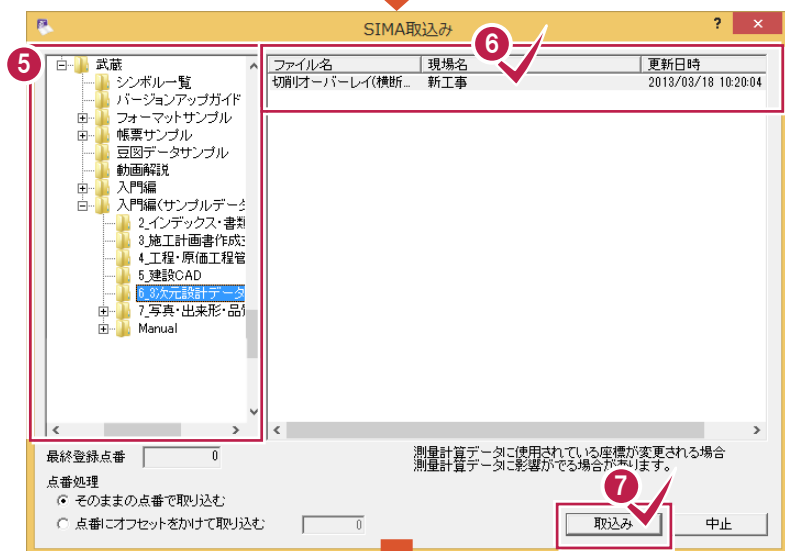 SIMA取込み
?
×
5
6
武蔵
シンボル一覧
バージョンアップガイド
フォーマットサンプル
帳票サンプル
豆図データサンプル
動画解説
入門編
入門編(サンプルデータ
2_インデックス・書類
3_施工計画書作成
4_工程・原価工程管
5_建設CAD
6_3次元設計データ
7_写真・出来形・品
Manual
ファイル名 現場名 更新日時
切削オーバーレイ(横断... 新工事 2013/03/18 10:20:04
最終登録点番 0
測量計算データに使用されている座標が変更される場合
測量計算データに影響がでる場合があります。
点番処理
そのままの点番で取り込む
点番にオフセットをかけて取り込む 0
7
取込み 中止